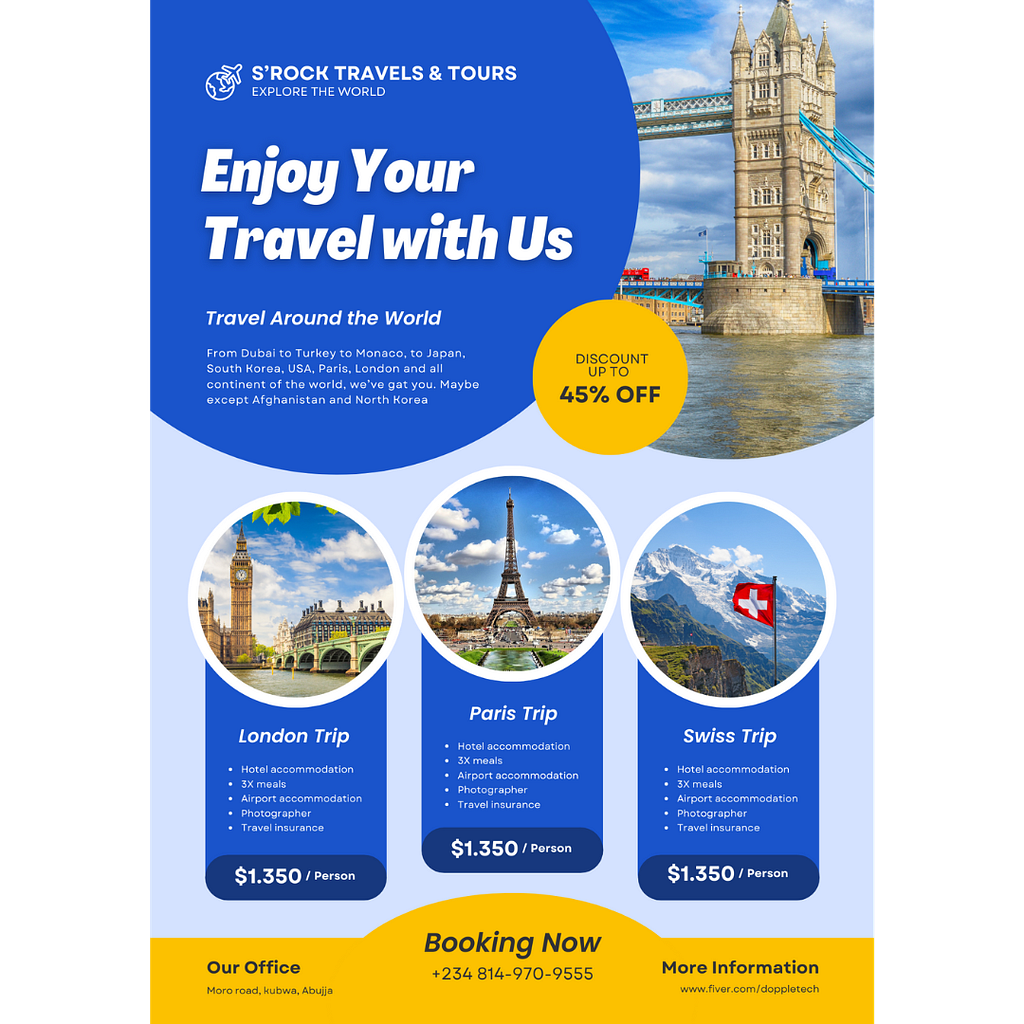 S'ROCK TRAVELS & TOURS
EXPLORE THE WORLD
Enjoy Your
Travel with Us
Travel Around the World
From Dubai to Turkey to Monaco, to Japan,
South Korea, USA, Paris, London and all
continent of the world, we've gat you. Maybe
except Afghanistan and North Korea
DISCOUNT
UP TO
45% OFF
London Trip
• Hotel accommodation
• 3X meals
• Airport accommodation
• Photographer
• Travel insurance
$1.350 / Person
Paris Trip
• Hotel accommodation
• 3X meals
• Airport accommodation
• Photographer
• Travel insurance
$1.350 / Person
Swiss Trip
• Hotel accommodation
• 3X meals
• Airport accommodation
• Photographer
• Travel insurance
$1.350 / Person
Booking Now
+234 814-970-9555
Our Office
Moro road, kubwa, Abujja
More Information
www.fiver.com/doppletech